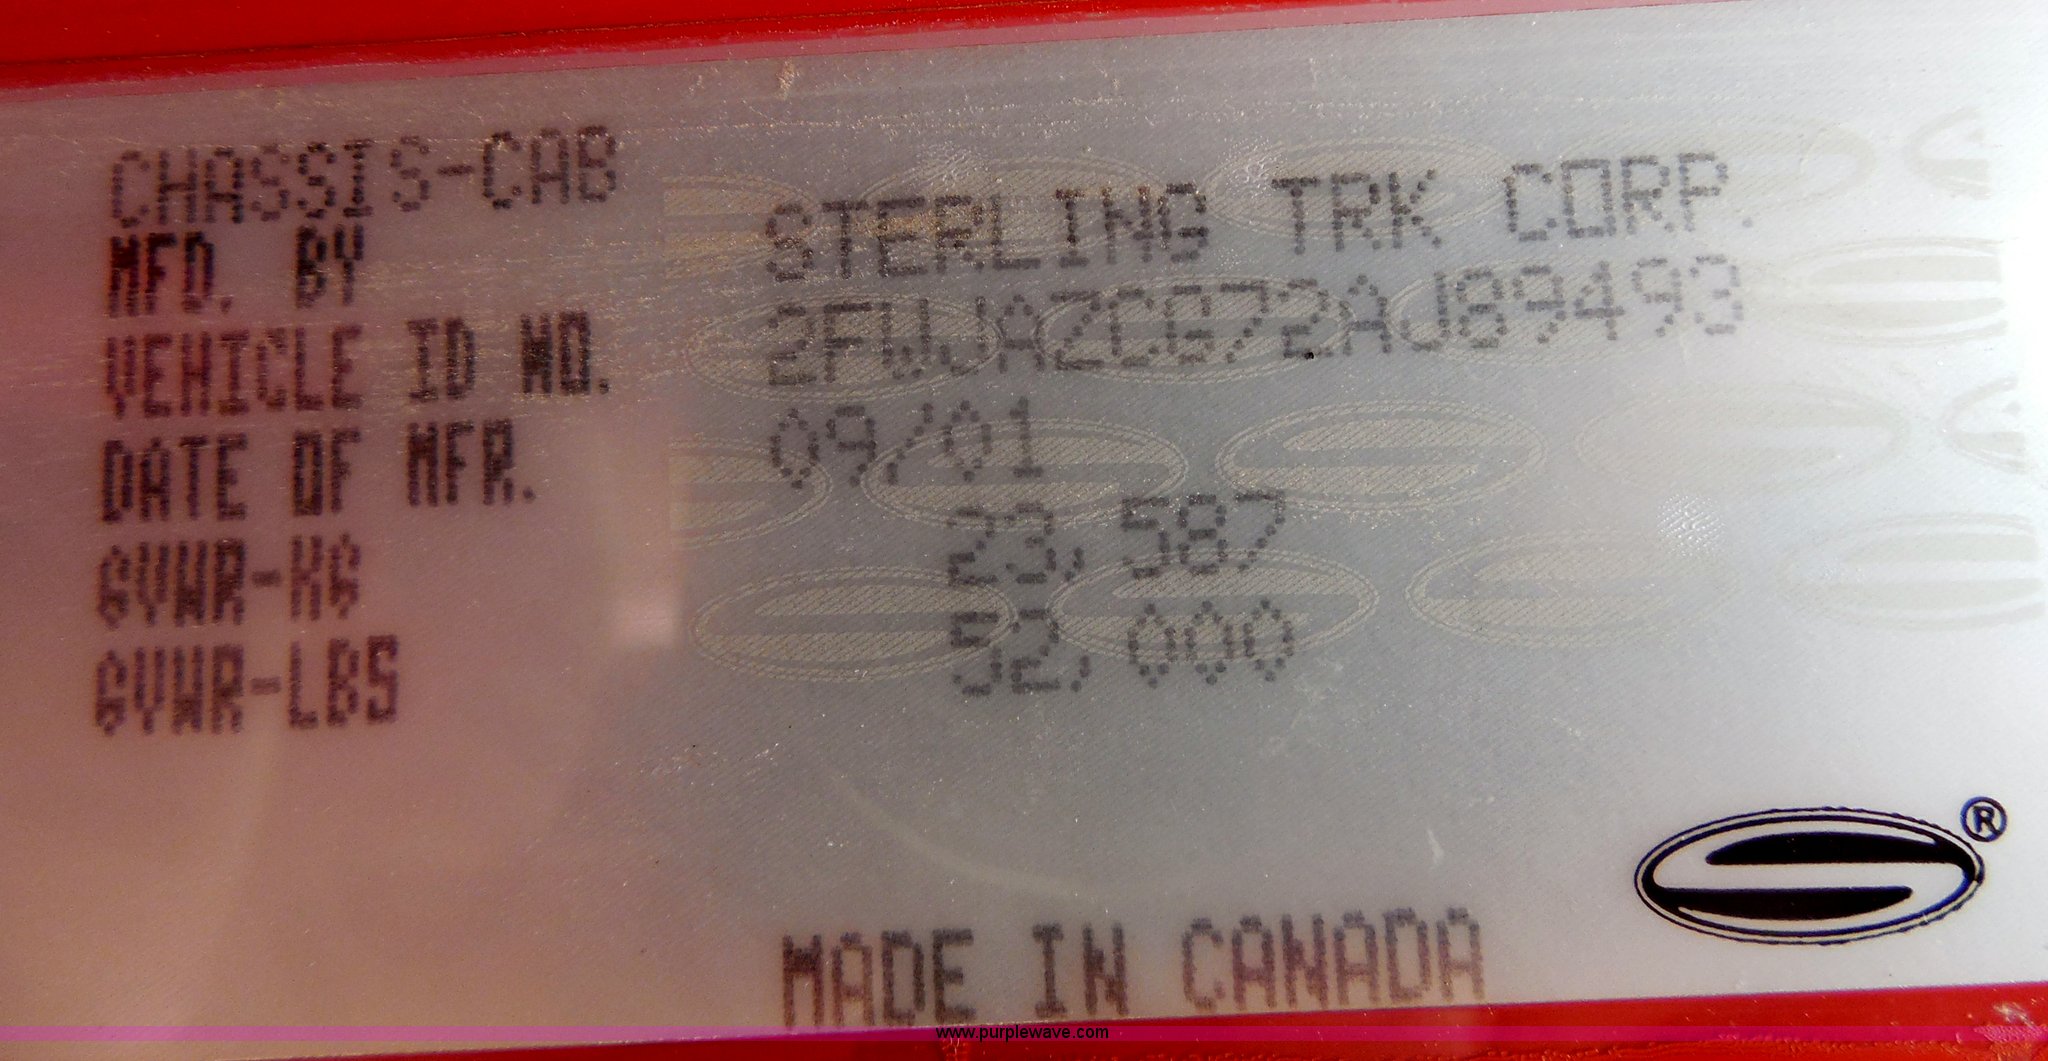 CHASSIS-CAB
MFD. BY STERLING TRK CORP.
VEHICLE ID NO. 2FWJAZCG72AU89493
DATE OF MFR. 09/01
GVWR-KG 23,587
GVWR-LBS 52,000
MADE IN CANADA
®
www.purplewave.com